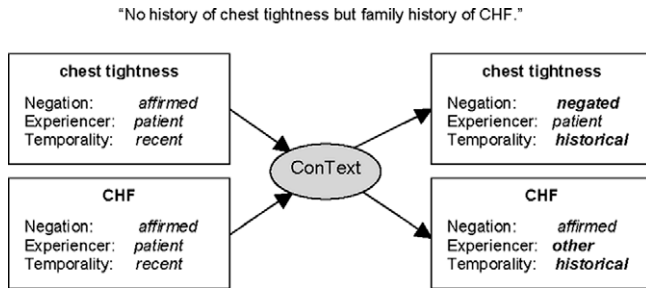 “No history of chest tightness but family history of CHF.”
chest tightness
Negation: affirmed
Experiencer: patient
Temporality: recent
CHF
Negation: affirmed
Experiencer: patient
Temporality: recent
ConText
chest tightness
Negation: negated
Experiencer: patient
Temporality: historical
CHF
Negation: affirmed
Experiencer: other
Temporality: historical